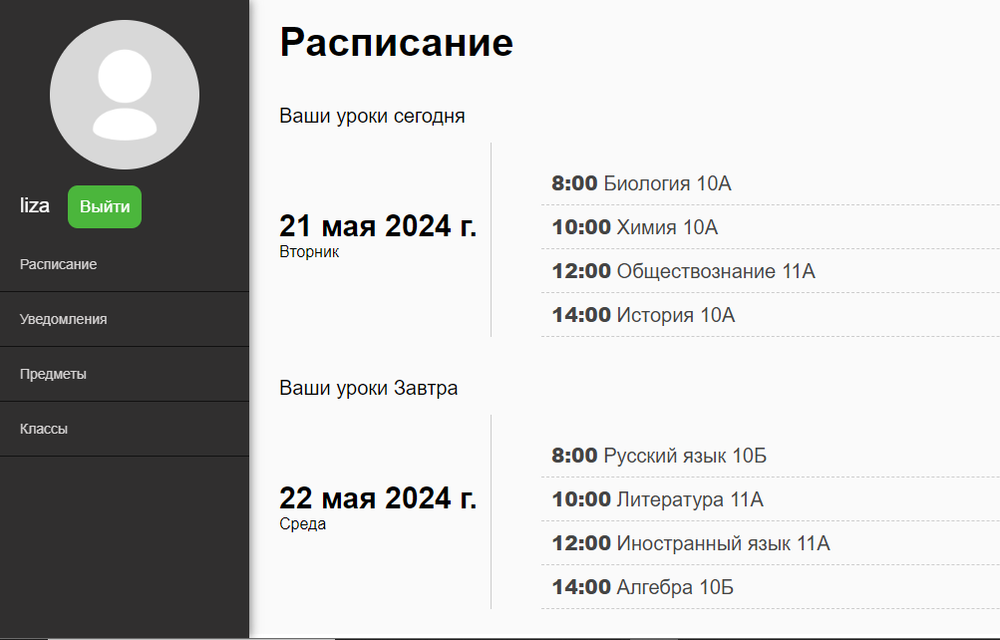 liza
Выйти
Расписание
Уведомления
Предметы
Классы
Расписание
Ваши уроки сегодня
21 мая 2024 г.
Вторник
8:00 Биология 10А
10:00 Химия 10А
12:00 Обществознание 11А
14:00 История 10А
Ваши уроки Завтра
22 мая 2024 г.
Среда
8:00 Русский язык 10Б
10:00 Литература 11А
12:00 Иностранный язык 11А
14:00 Алгебра 10Б